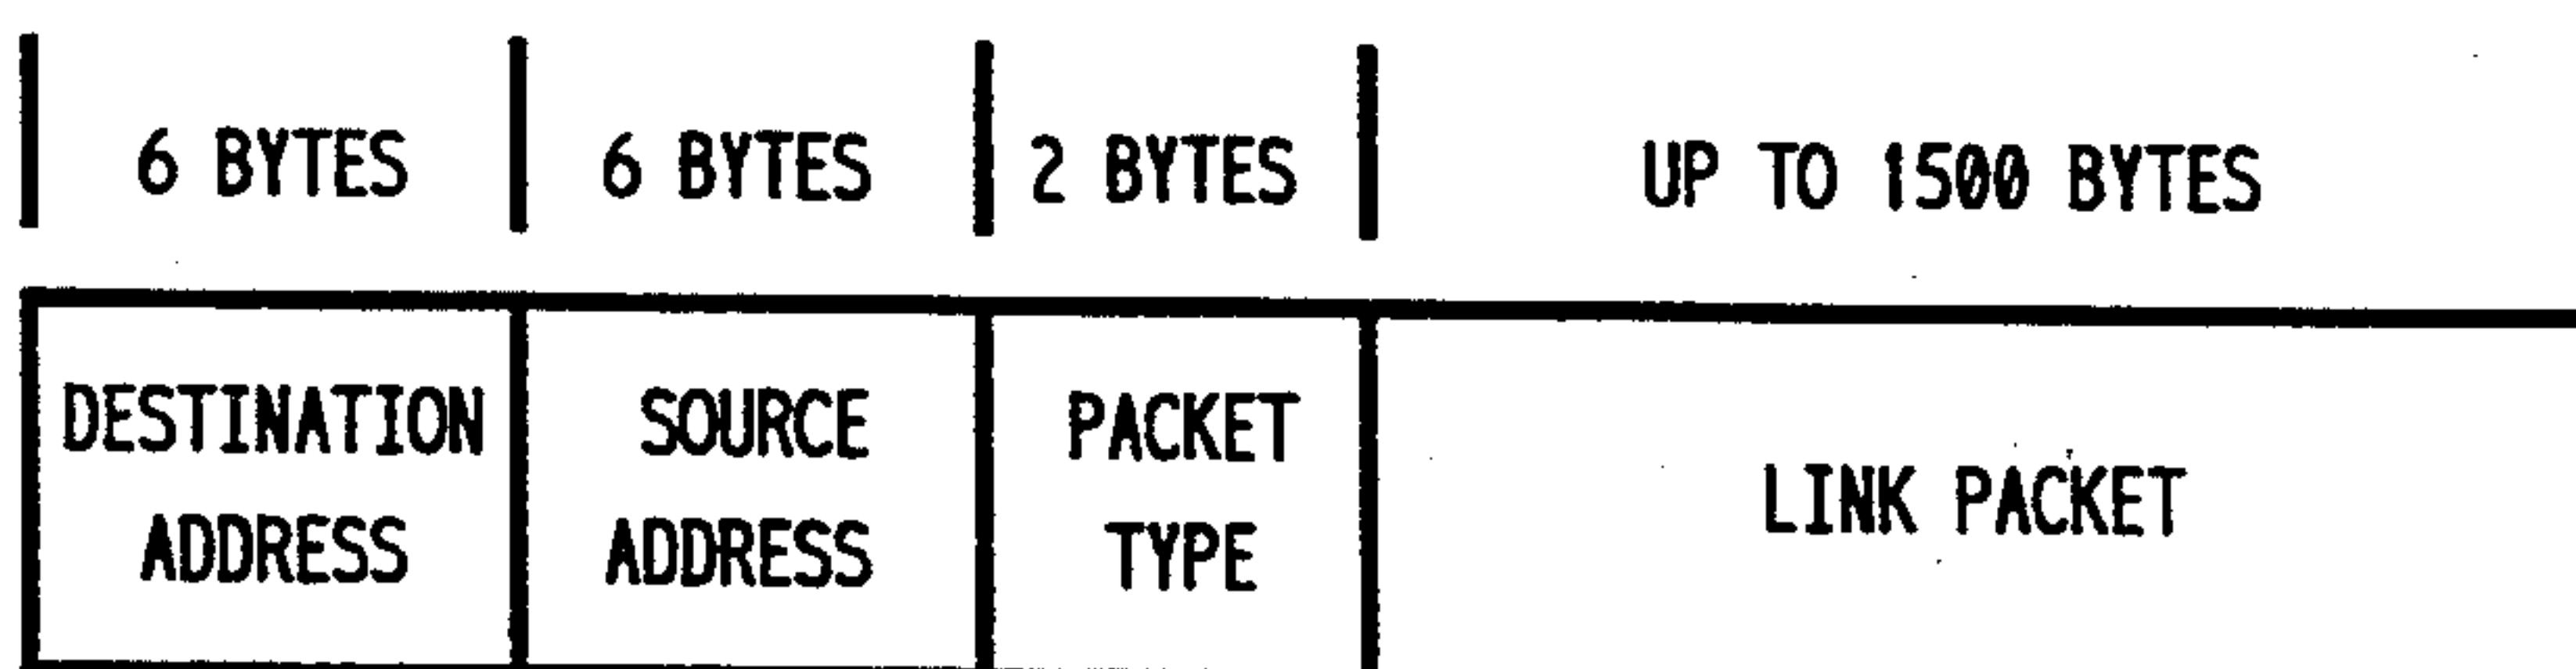 6 BYTES 6 BYTES 2 BYTES UP TO 1500 BYTES
DESTINATION ADDRESS
SOURCE ADDRESS
PACKET TYPE
LINK PACKET